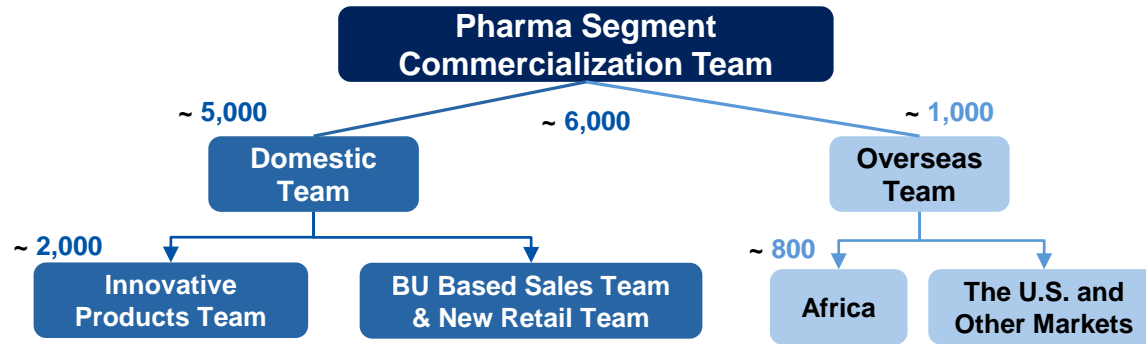 Pharma Segment
Commercialization Team
~ 5,000
~ 6,000
~ 1,000
Domestic
Team
Overseas
Team
~ 2,000
~ 800
Innovative
Products Team
BU Based Sales Team
& New Retail Team
Africa
The U.S. and
Other Markets